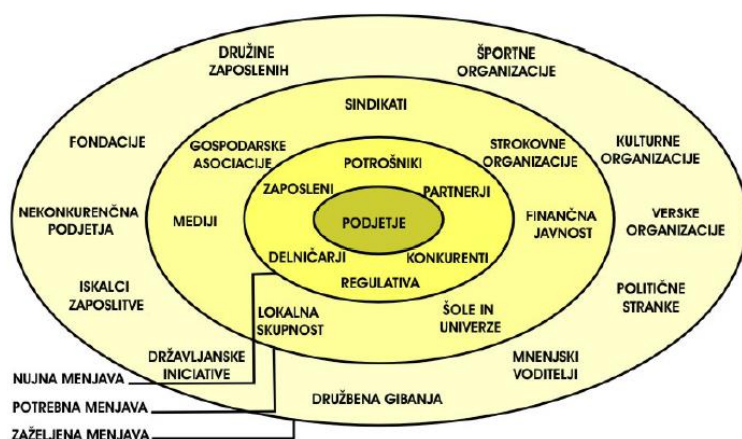 DRUŽINE
ZAPOSLENIH
ŠPORTNE
ORGANIZACIJE
SINDIKATI
FONDACIJE
GOSPODARSKE
ASOCIACIJE
STROKOVNE
ORGANIZACIJE
KULTURNE
ORGANIZACIJE
POTROŠNIKI
ZAPOSLENI
PARTNERJI
NEKONKURENČNA
PODJETJA
MEDIJI
PODJETJE
FINANČNA
JAVNOST
VERSKE
ORGANIZACIJE
DELNIČARJI
KONKURENTI
REGULATIVA
ISKALCI
ZAPOSLITVE
POLITIČNE
STRANKE
LOKALNA
SKUPNOST
ŠOLE IN
UNIVERZE
DRŽAVLJANSKE
INICIATIVE
MNENJSKI
VODITELJI
DRUŽBENA GIBANJA
NUJNA MENJAVA
POTREBNA MENJAVA
ZAŽELJENA MENJAVA